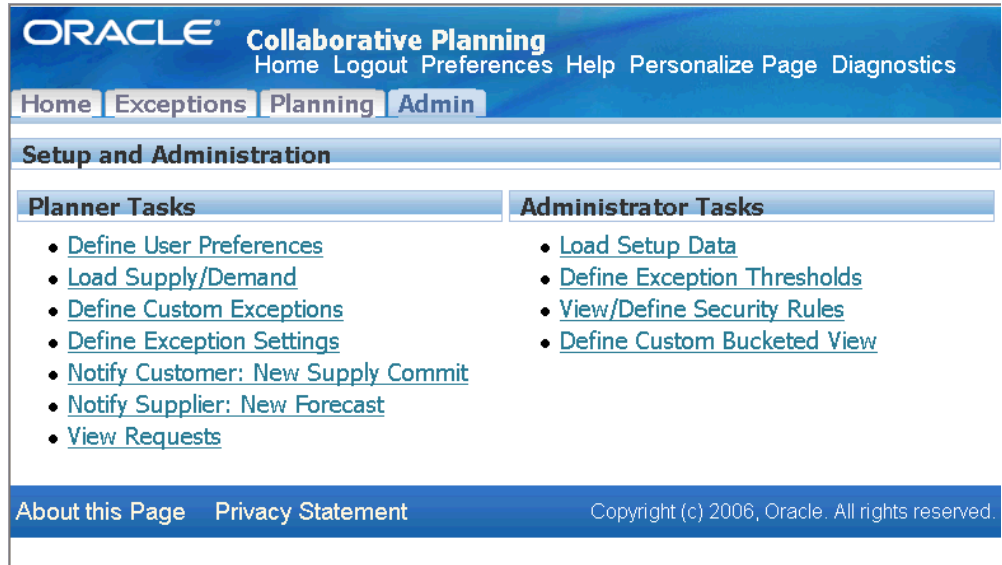 ORACLE® Collaborative Planning
Home Logout Preferences Help Personalize Page Diagnostics
Home Exceptions Planning Admin
Setup and Administration
Planner Tasks
Define User Preferences
Load Supply/Demand
Define Custom Exceptions
Define Exception Settings
Notify Customer: New Supply Commit
Notify Supplier: New Forecast
View Requests
Administrator Tasks
Load Setup Data
Define Exception Thresholds
View/Define Security Rules
Define Custom Bucketed View
About this Page Privacy Statement Copyright (c) 2006, Oracle. All rights reserved.